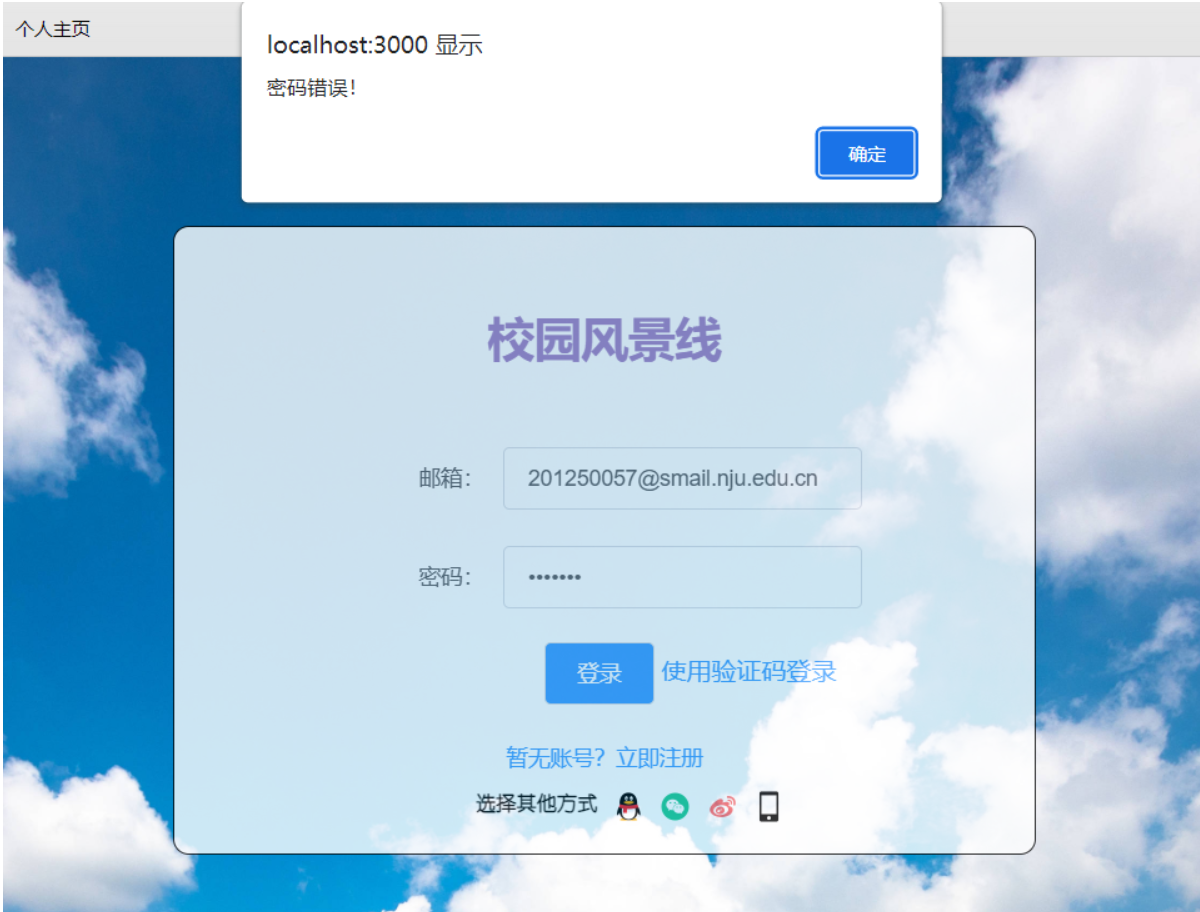 个人主页
localhost:3000 显示
密码错误！
确定
校园风景线
邮箱： 201250057@smail.nju.edu.cn
密码： •••••••
登录 使用验证码登录
暂无账号？立即注册
选择其他方式